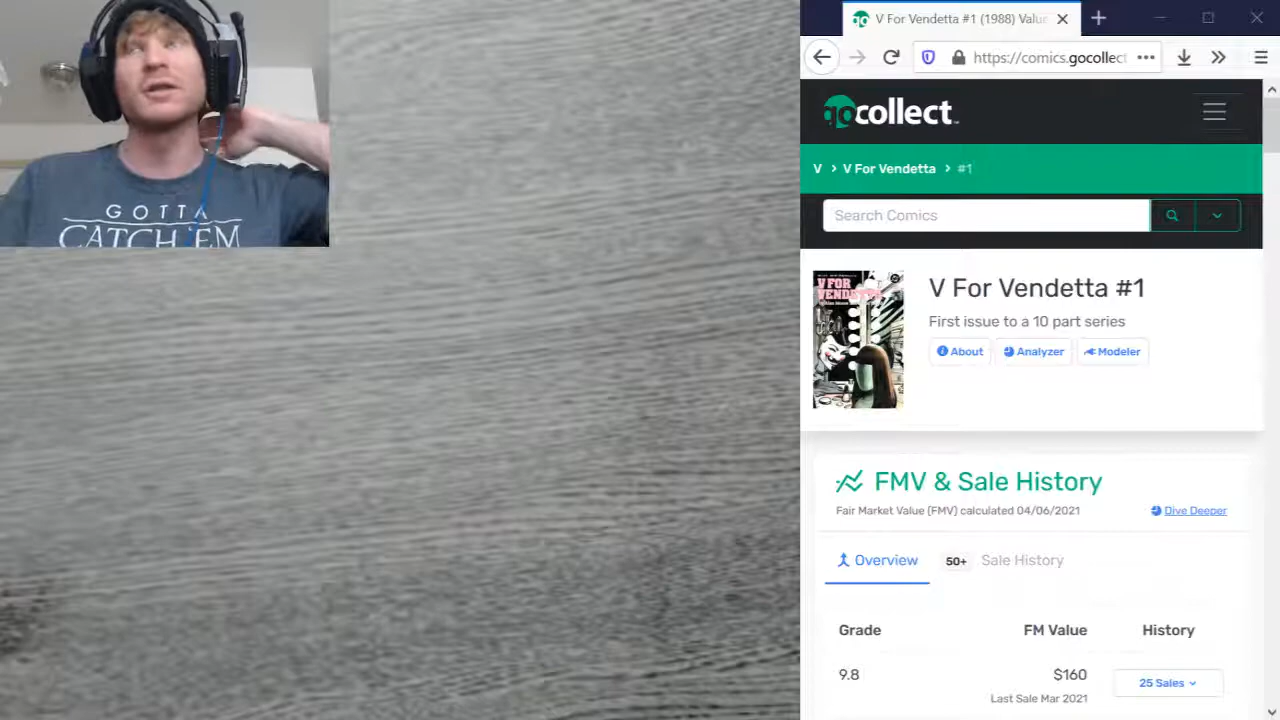 GOTTA
CATCH 'EM
V For Vendetta #1 (1988) Value
https://comics.gocollect
gocollect
V > V For Vendetta > #1
Search Comics
V FOR
VENDETTA
V For Vendetta #1
First issue to a 10 part series
About
Analyzer
Modeler
FMV & Sale History
Fair Market Value (FMV) calculated 04/06/2021
Dive Deeper
Overview
50+
Sale History
Grade
FM Value
History
9.8
$160
25 Sales
Last Sale Mar 2021